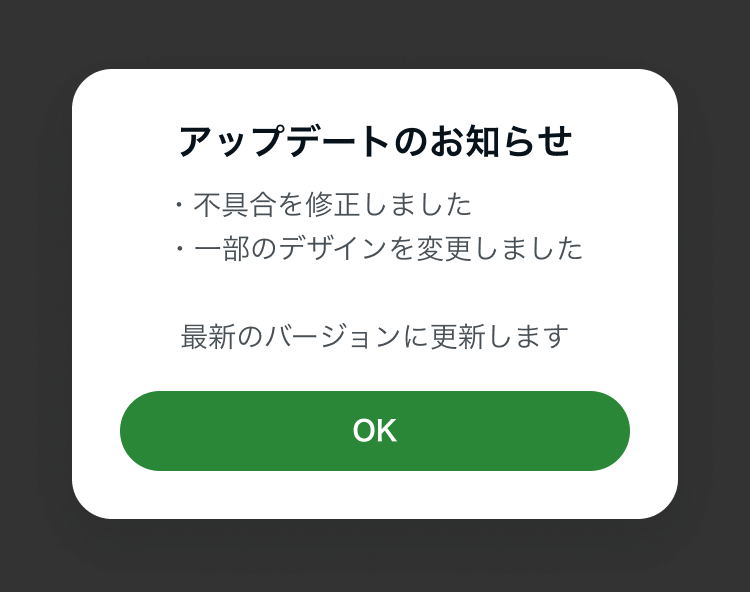 アップデートのお知らせ
・不具合を修正しました
・一部のデザインを変更しました
最新のバージョンに更新します
OK